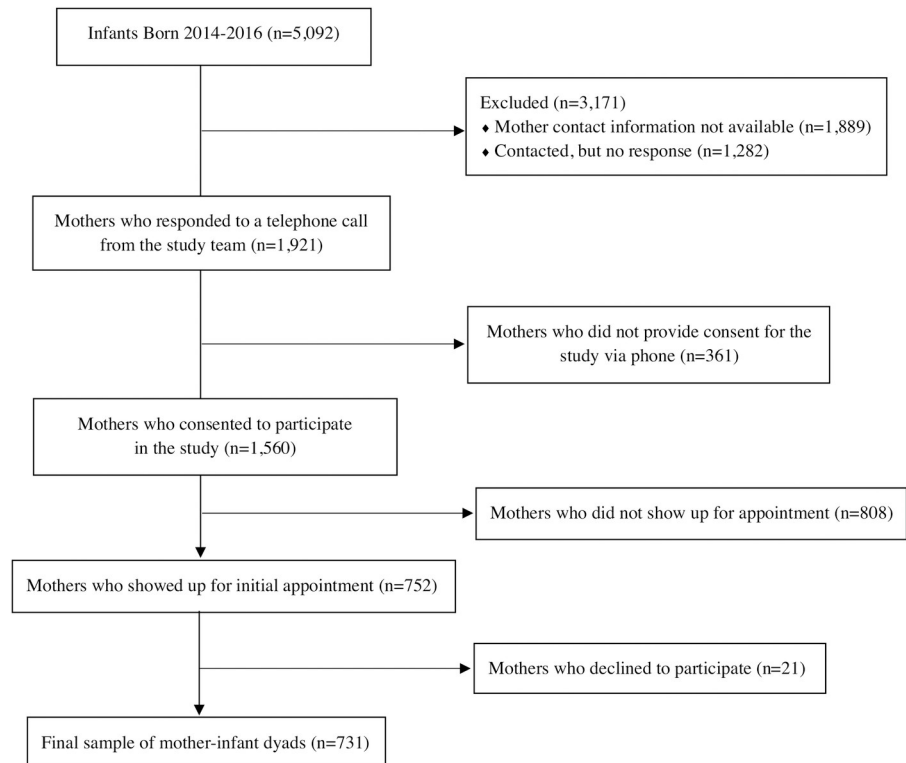 Infants Born 2014-2016 (n=5,092)
Excluded (n=3,171)
♦ Mother contact information not available (n=1,889)
♦ Contacted, but no response (n=1,282)
Mothers who responded to a telephone call
from the study team (n=1,921)
Mothers who did not provide consent for the
study via phone (n=361)
Mothers who consented to participate
in the study (n=1,560)
Mothers who did not show up for appointment (n=808)
Mothers who showed up for initial appointment (n=752)
Mothers who declined to participate (n=21)
Final sample of mother-infant dyads (n=731)